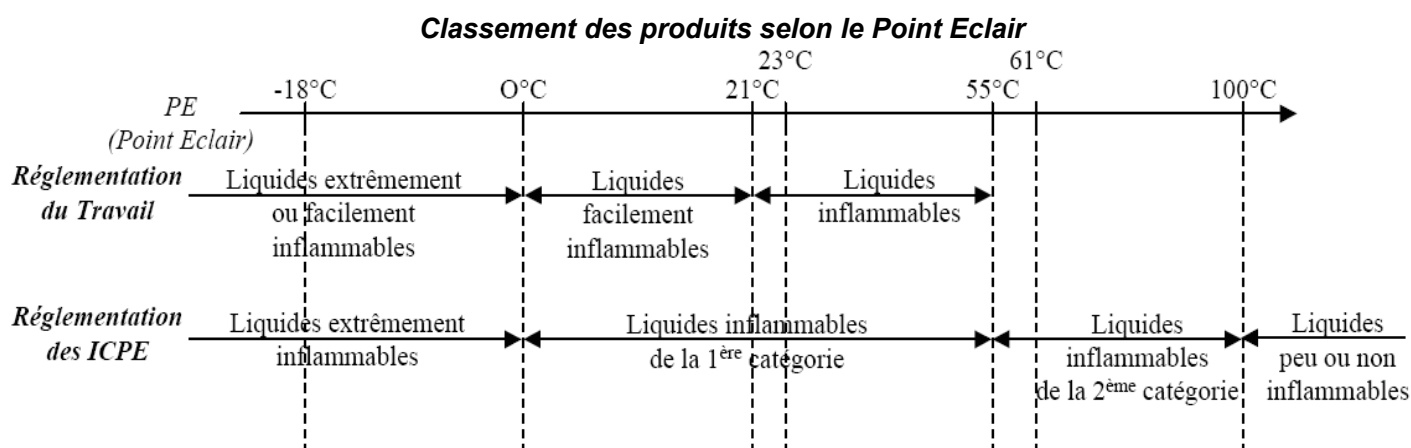 Classement des produits selon le Point Eclair
23°C 61°C
-18°C O°C 21°C 55°C 100°C
PE
(Point Eclair)
Réglementation
du Travail
Liquides extrêmement
ou facilement
inflammables
Liquides
facilement
inflammables
Liquides
inflammables
Réglementation
des ICPE
Liquides extrêmement
inflammables
Liquides inflammables
de la 1ère catégorie
Liquides
inflammables
de la 2ème catégorie
Liquides
peu ou non
inflammables